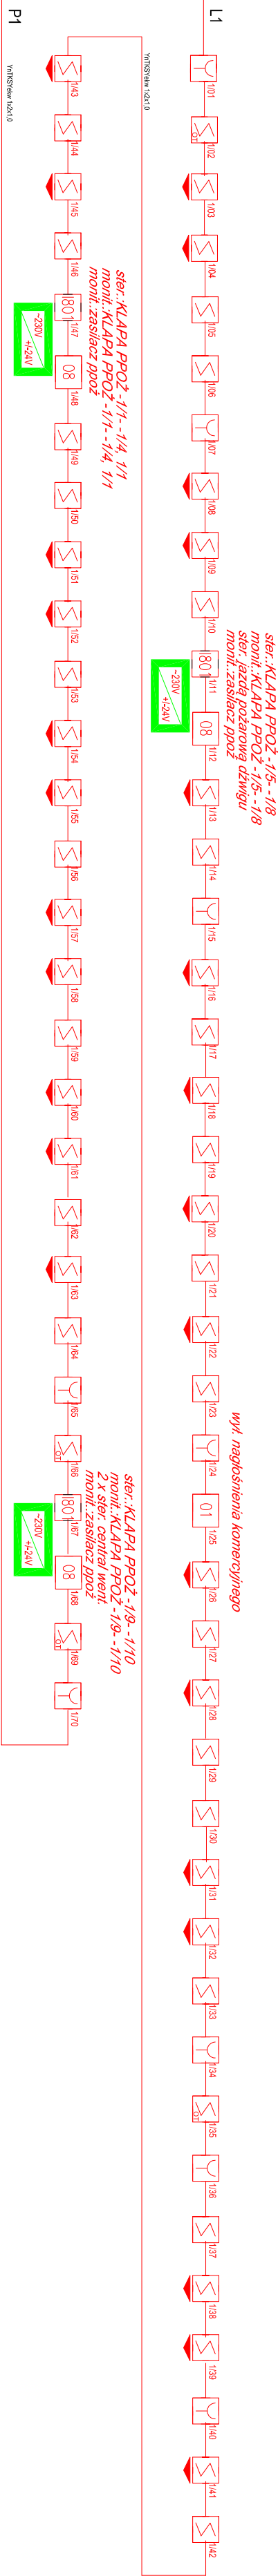 L1
1/01
1/02
OT
1/03
1/04
1/05
1/06
1/07
1/08
1/09
1/10
ster.:KLAPA PPOŻ -1/5- -1/8
monit.:KLAPA PPOŻ -1/5- -1/8
ster. jazdą pożarową dźwigu
monit.:zasilacz ppoż
I801
1/11
~230V
+/-24V
08
1/12
1/13
1/14
1/15
1/16
1/17
1/18
1/19
1/20
1/21
1/22
1/23
1/24
wył. nagłośnienia komercyjnego
01
1/25
1/26
1/27
1/28
1/29
1/30
1/31
1/32
1/33
1/34
1/35
OT
1/36
1/37
1/38
1/39
1/40
1/41
1/42
YnTKSYekw 1x2x1,0
1/43
1/44
1/45
1/46
ster.:KLAPA PPOŻ -1/1- -1/4, 1/1
monit.:KLAPA PPOŻ -1/1- -1/4, 1/1
monit.:zasilacz ppoż
I801
1/47
~230V
+/-24V
08
1/48
1/49
1/50
1/51
1/52
1/53
1/54
1/55
1/56
1/57
1/58
1/59
1/60
1/61
1/62
1/63
1/64
1/65
1/66
OT
ster.:KLAPA PPOŻ -1/9- -1/10
monit.:KLAPA PPOŻ -1/9- -1/10
2 x ster. central went.
monit.:zasilacz ppoż
I801
1/67
~230V
+/-24V
08
1/68
1/69
OT
1/70
P1
YnTKSYekw 1x2x1,0